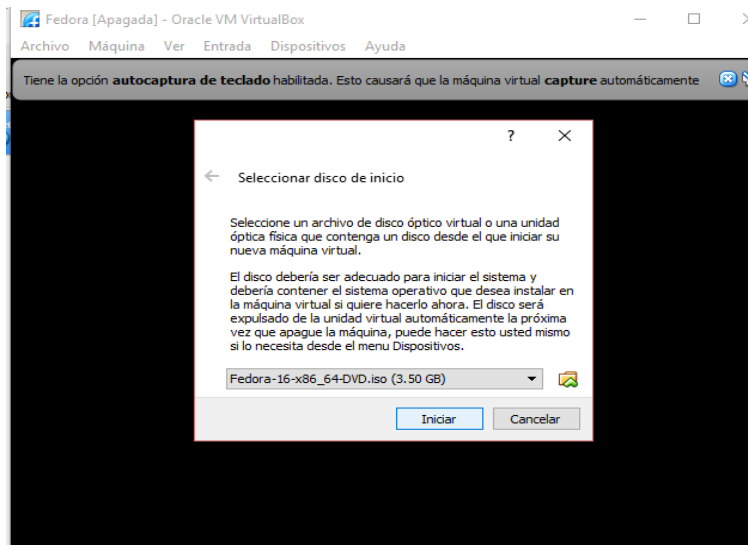 Fedora [Apagada] - Oracle VM VirtualBox
Archivo Máquina Ver Entrada Dispositivos Ayuda
Tiene la opción autocaptura de teclado habilitada. Esto causará que la máquina virtual capture automáticamente
?
Seleccionar disco de inicio
Seleccione un archivo de disco óptico virtual o una unidad
óptica física que contenga un disco desde el que iniciar su
nueva máquina virtual.
El disco debería ser adecuado para iniciar el sistema y
debería contener el sistema operativo que desea instalar en
la máquina virtual si quiere hacerlo ahora. El disco será
expulsado de la unidad virtual automáticamente la próxima
vez que apague la máquina, puede hacer esto usted mismo
si lo necesita desde el menu Dispositivos.
Fedora-16-x86_64-DVD.iso (3.50 GB)
Iniciar Cancelar